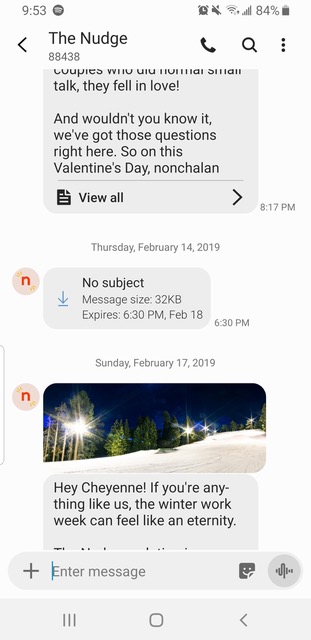 9:53
84%
The Nudge
88438
couples who did normal small
talk, they fell in love!
And wouldn't you know it,
we've got those questions
right here. So on this
Valentine's Day, nonchalan
View all
8:17 PM
Thursday, February 14, 2019
n
No subject
Message size: 32KB
Expires: 6:30 PM, Feb 18
6:30 PM
Sunday, February 17, 2019
n
Hey Cheyenne! If you're any-
thing like us, the winter work
week can feel like an eternity.
Enter message